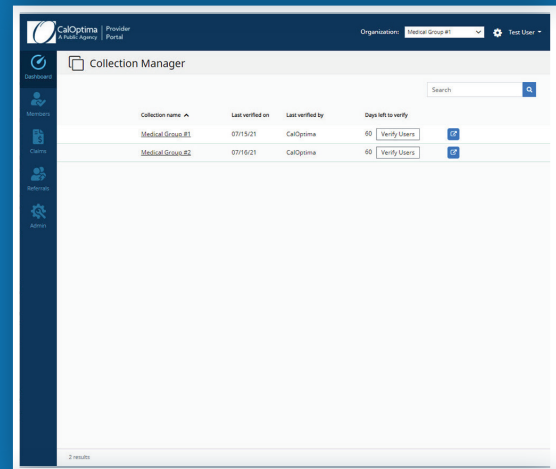 CalOptima Provider
A Public Agency Portal
Organization: Medical Group #1 Test User
Dashboard
Members
Claims
Referrals
Admin
Collection Manager
Search
Collection name Last verified on Last verified by Days left to verify
Medical Group #1 07/15/21 CalOptima 60 Verify Users
Medical Group #2 07/16/21 CalOptima 60 Verify Users
2 results